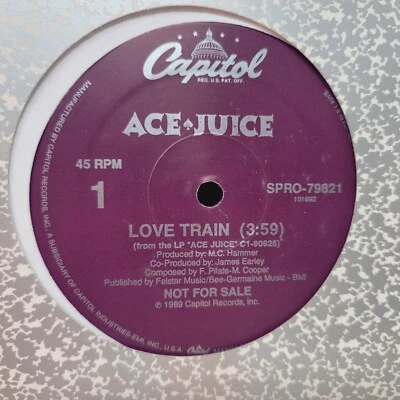 Capitol
REG. U.S. PAT. OFF.
ACE♠JUICE
45 RPM
1
SPRO-79821
101692
LOVE TRAIN (3:59)
(from the LP "ACE JUICE" C1-90925)
Produced by: M.C. Hammer
Co-Produced by: James Earley
Composed by F. Pilate-M. Cooper
Published by Felstar Music/Bee-Germaine Music - BMI
NOT FOR SALE
© 1989 Capitol Records, Inc.
MANUFACTURED BY CAPITOL RECORDS, INC., A SUBSIDIARY OF CAPITOL INDUSTRIES-EMI, INC., U.S.A.
Capitol